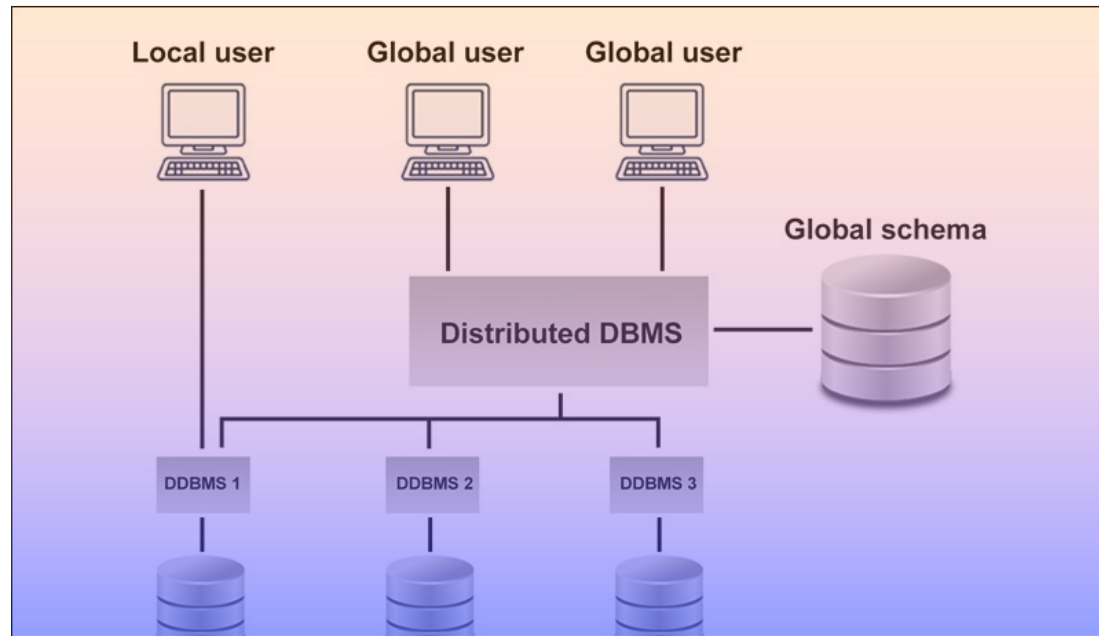 Local user
Global user
Global user
Global schema
Distributed DBMS
DDBMS 1
DDBMS 2
DDBMS 3